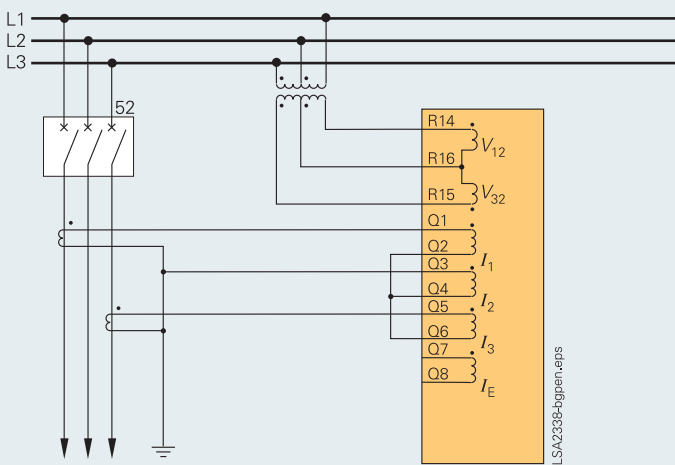 L1
L2
L3
52
R14
V12
R16
R15
V32
Q1
Q2
I1
Q3
Q4
I2
Q5
Q6
I3
Q7
Q8
IE
LSA2338-bgpen.eps